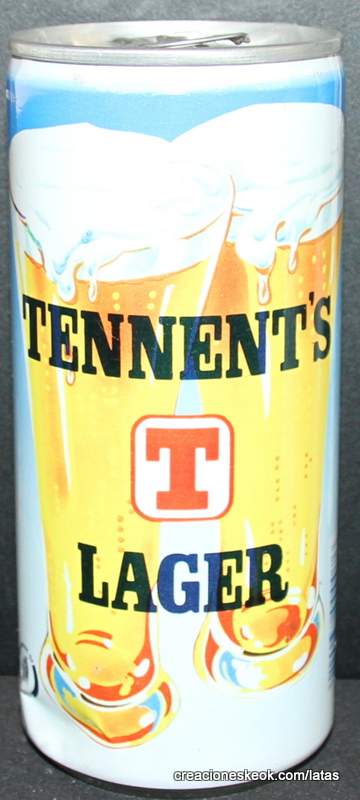 TENNENT'S
T
LAGER
creacioneskeok.com/latas